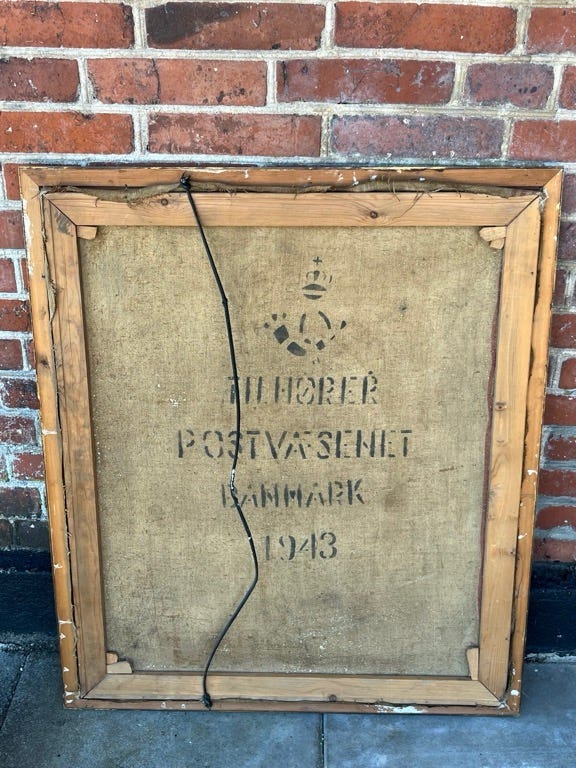 TILHØRER
POSTVÆSENET
DANMARK
1943